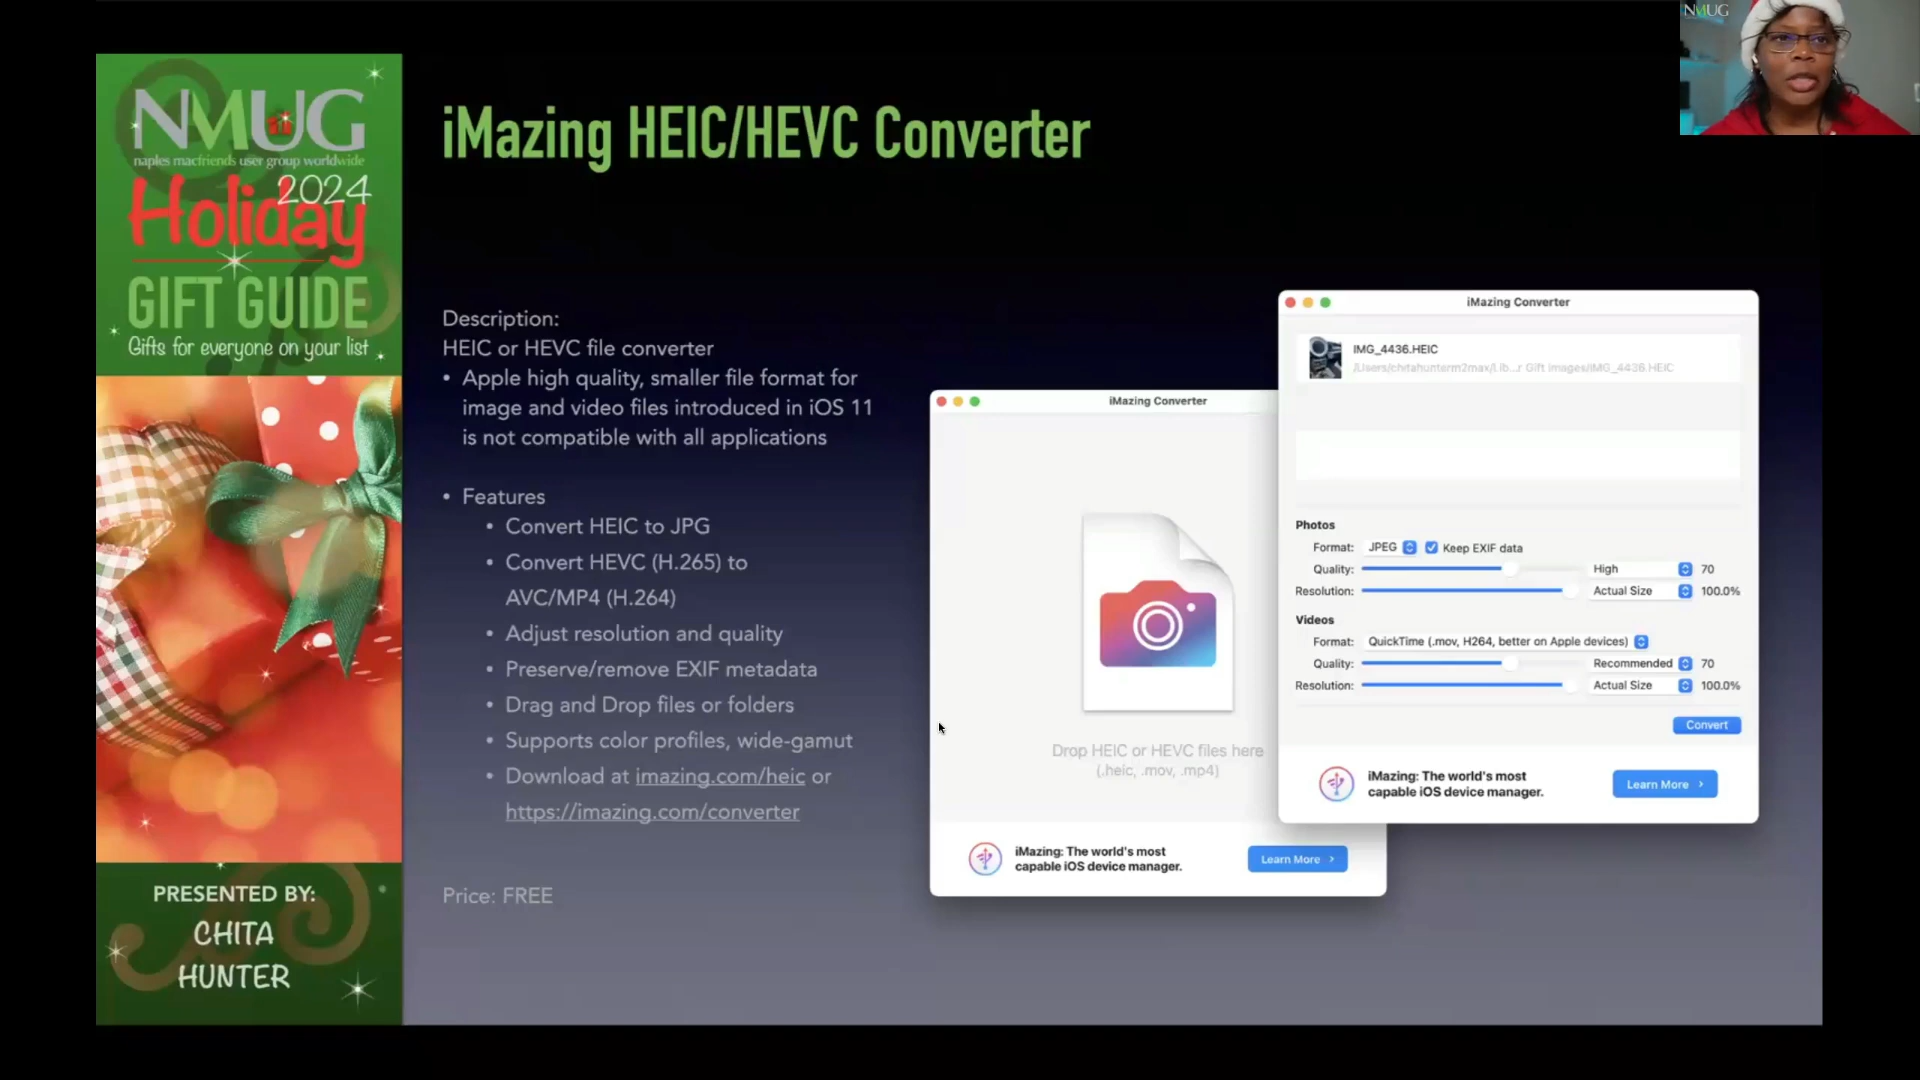 NMUG
naples macfriends user group worldwide
2024
Holiday
GIFT GUIDE
Gifts for everyone on your list
PRESENTED BY:
CHITA
HUNTER
iMazing HEIC/HEVC Converter
Description:
HEIC or HEVC file converter
• Apple high quality, smaller file format for
image and video files introduced in iOS 11
is not compatible with all applications
• Features
• Convert HEIC to JPG
• Convert HEVC (H.265) to
AVC/MP4 (H.264)
• Adjust resolution and quality
• Preserve/remove EXIF metadata
• Drag and Drop files or folders
• Supports color profiles, wide-gamut
• Download at imazing.com/heic or
https://imazing.com/converter
Price: FREE
iMazing Converter
Drop HEIC or HEVC files here
(.heic, .mov, .mp4)
iMazing: The world's most
capable iOS device manager.
Learn More >
iMazing Converter
IMG_4436.HEIC
/Users/chitahunterm2max/Lib...r Gift Images/IMG_4436.HEIC
Photos
Format: JPEG Keep EXIF data
Quality: High 70
Resolution: Actual Size 100.0%
Videos
Format: QuickTime (.mov, H264, better on Apple devices)
Quality: Recommended 70
Resolution: Actual Size 100.0%
Convert
iMazing: The world's most
capable iOS device manager.
Learn More >
NMUG